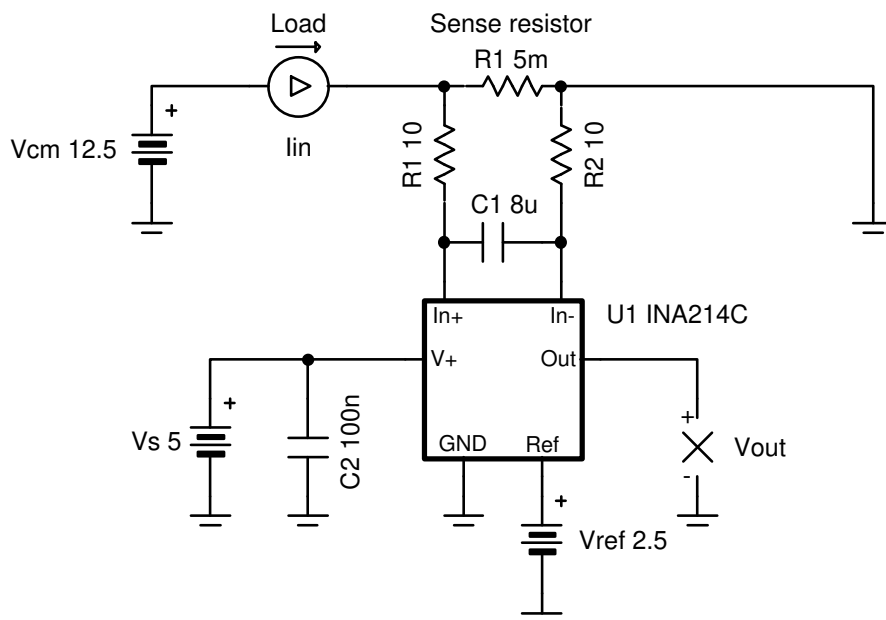 Load
Sense resistor
R1 5m
+
Vcm 12.5
Iin
R1 10
R2 10
C1 8u
In+
In-
U1 INA214C
V+
Out
+
Vs 5
C2 100n
GND
Ref
+
-
Vout
+
Vref 2.5